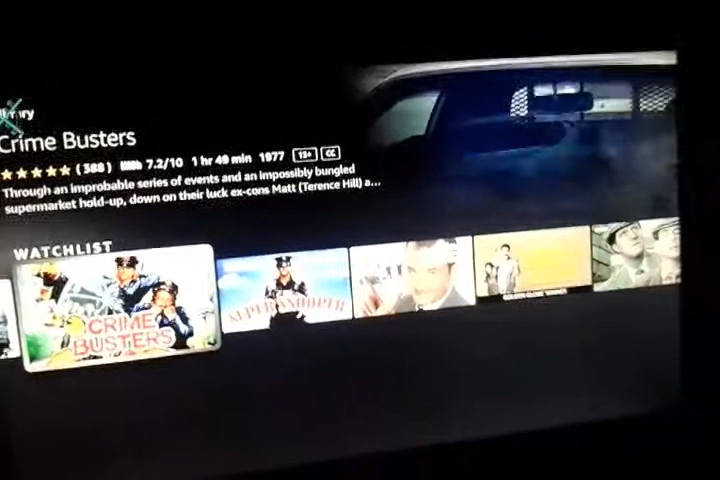 Crime Busters
(388) IMDb 7.2/10 1 hr 49 min 1977 13+ CC
Through an improbable series of events and an impossibly bungled
supermarket hold-up, down on their luck ex-cons Matt (Terence Hill) a...
WATCHLIST
CRIME
BUSTERS
SUPER SNOOPER